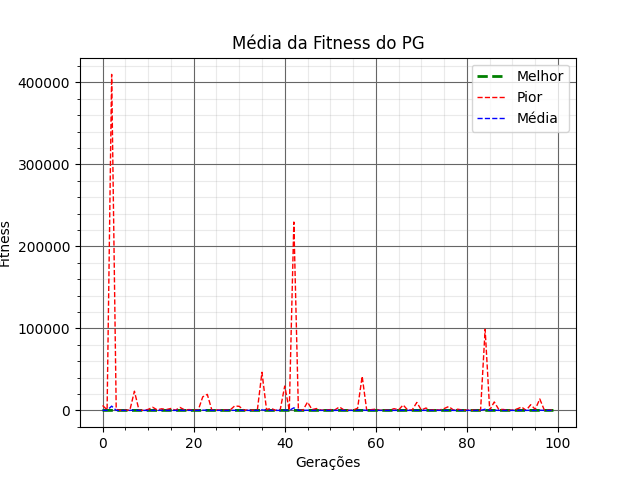 Média da Fitness do PG
Melhor
Pior
Média
400000
300000
200000
100000
0
Fitness
0 20 40 60 80 100
Gerações